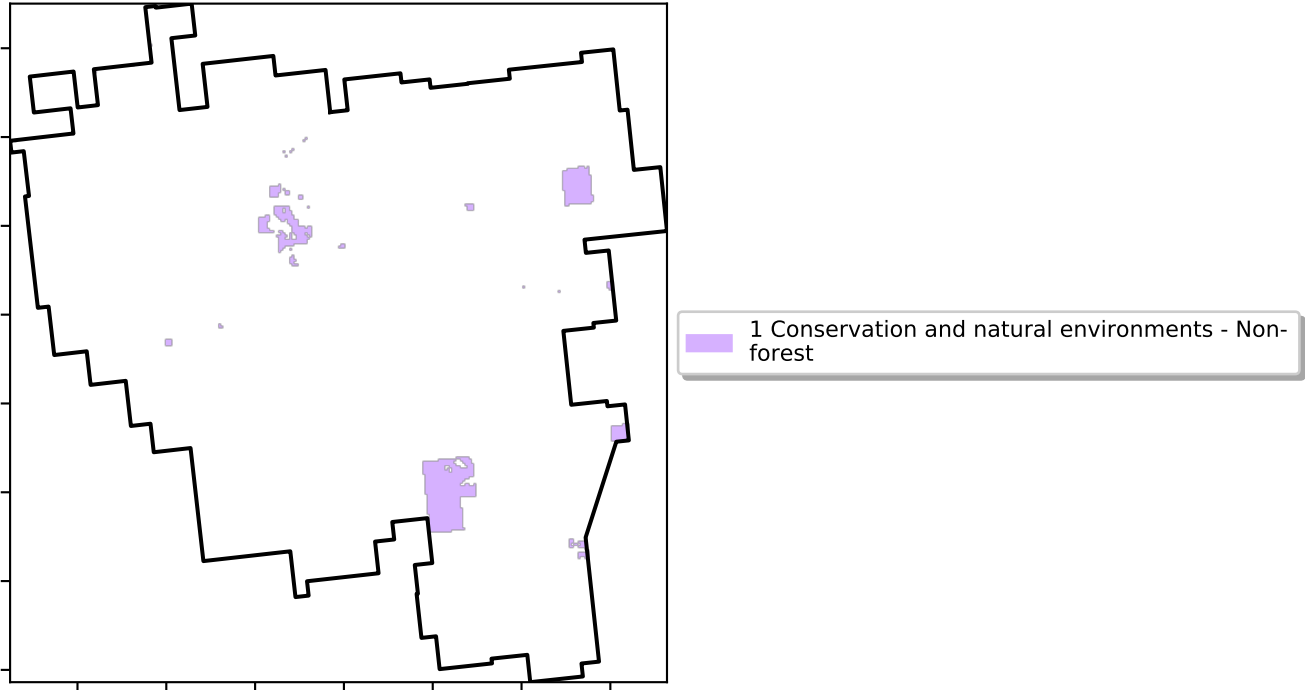 1 Conservation and natural environments - Non-
forest